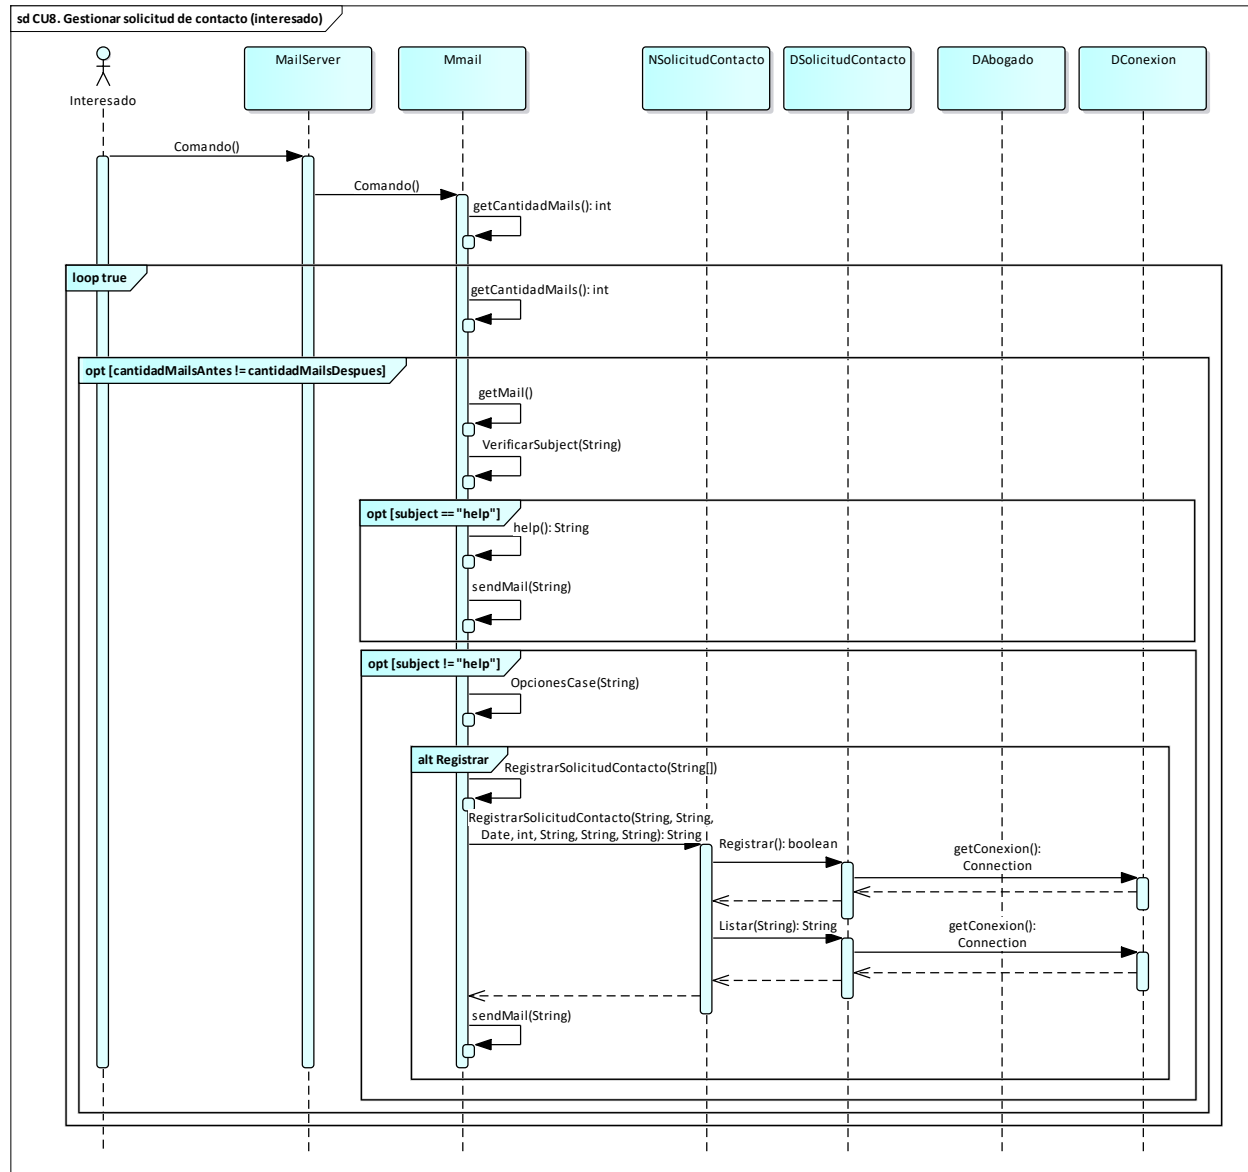 sd CU8. Gestionar solicitud de contacto (interesado)
Interesado
MailServer
Mmail
NSolicitudContacto
DSolicitudContacto
DAbogado
DConexion
Comando()
Comando()
getCantidadMails(): int
loop true
getCantidadMails(): int
opt [cantidadMailsAntes != cantidadMailsDespues]
getMail()
VerificarSubject(String)
opt [subject == "help"]
help(): String
sendMail(String)
opt [subject != "help"]
OpcionesCase(String)
alt Registrar
RegistrarSolicitudContacto(String[])
RegistrarSolicitudContacto(String, String,
Date, int, String, String, String): String
Registrar(): boolean
getConexion():
Connection
Listar(String): String
getConexion():
Connection
sendMail(String)